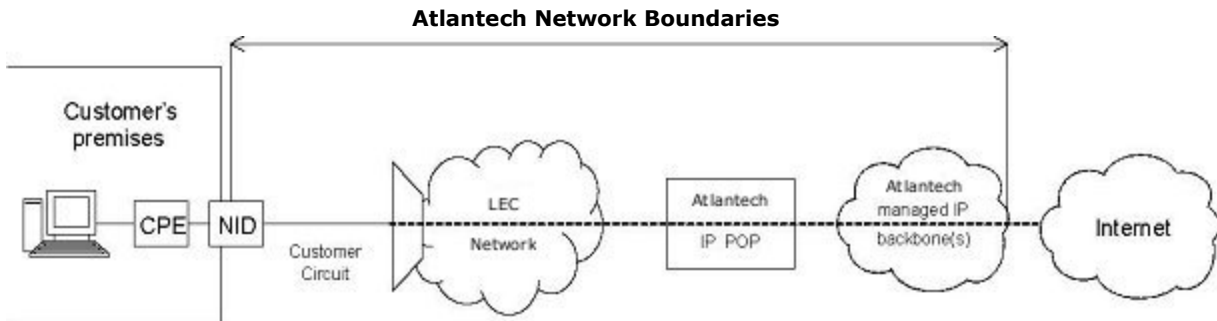 Atlantech Network Boundaries
Customer's
premises
CPE
NID
Customer
Circuit
LEC
Network
Atlantech
IP POP
Atlantech
managed IP
backbone(s)
Internet